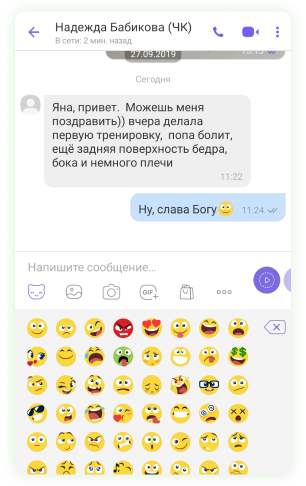 Надежда Бабикова (ЧК)
В сети: 2 мин. назад
27.09.2019
13:13
Сегодня
Яна, привет. Можешь меня
поздравить)) вчера делала
первую тренировку, попа болит,
ещё задняя поверхность бедра,
бока и немного плечи
11:22
Ну, слава Богу
11:24
Напишите сообщение...
GIF+